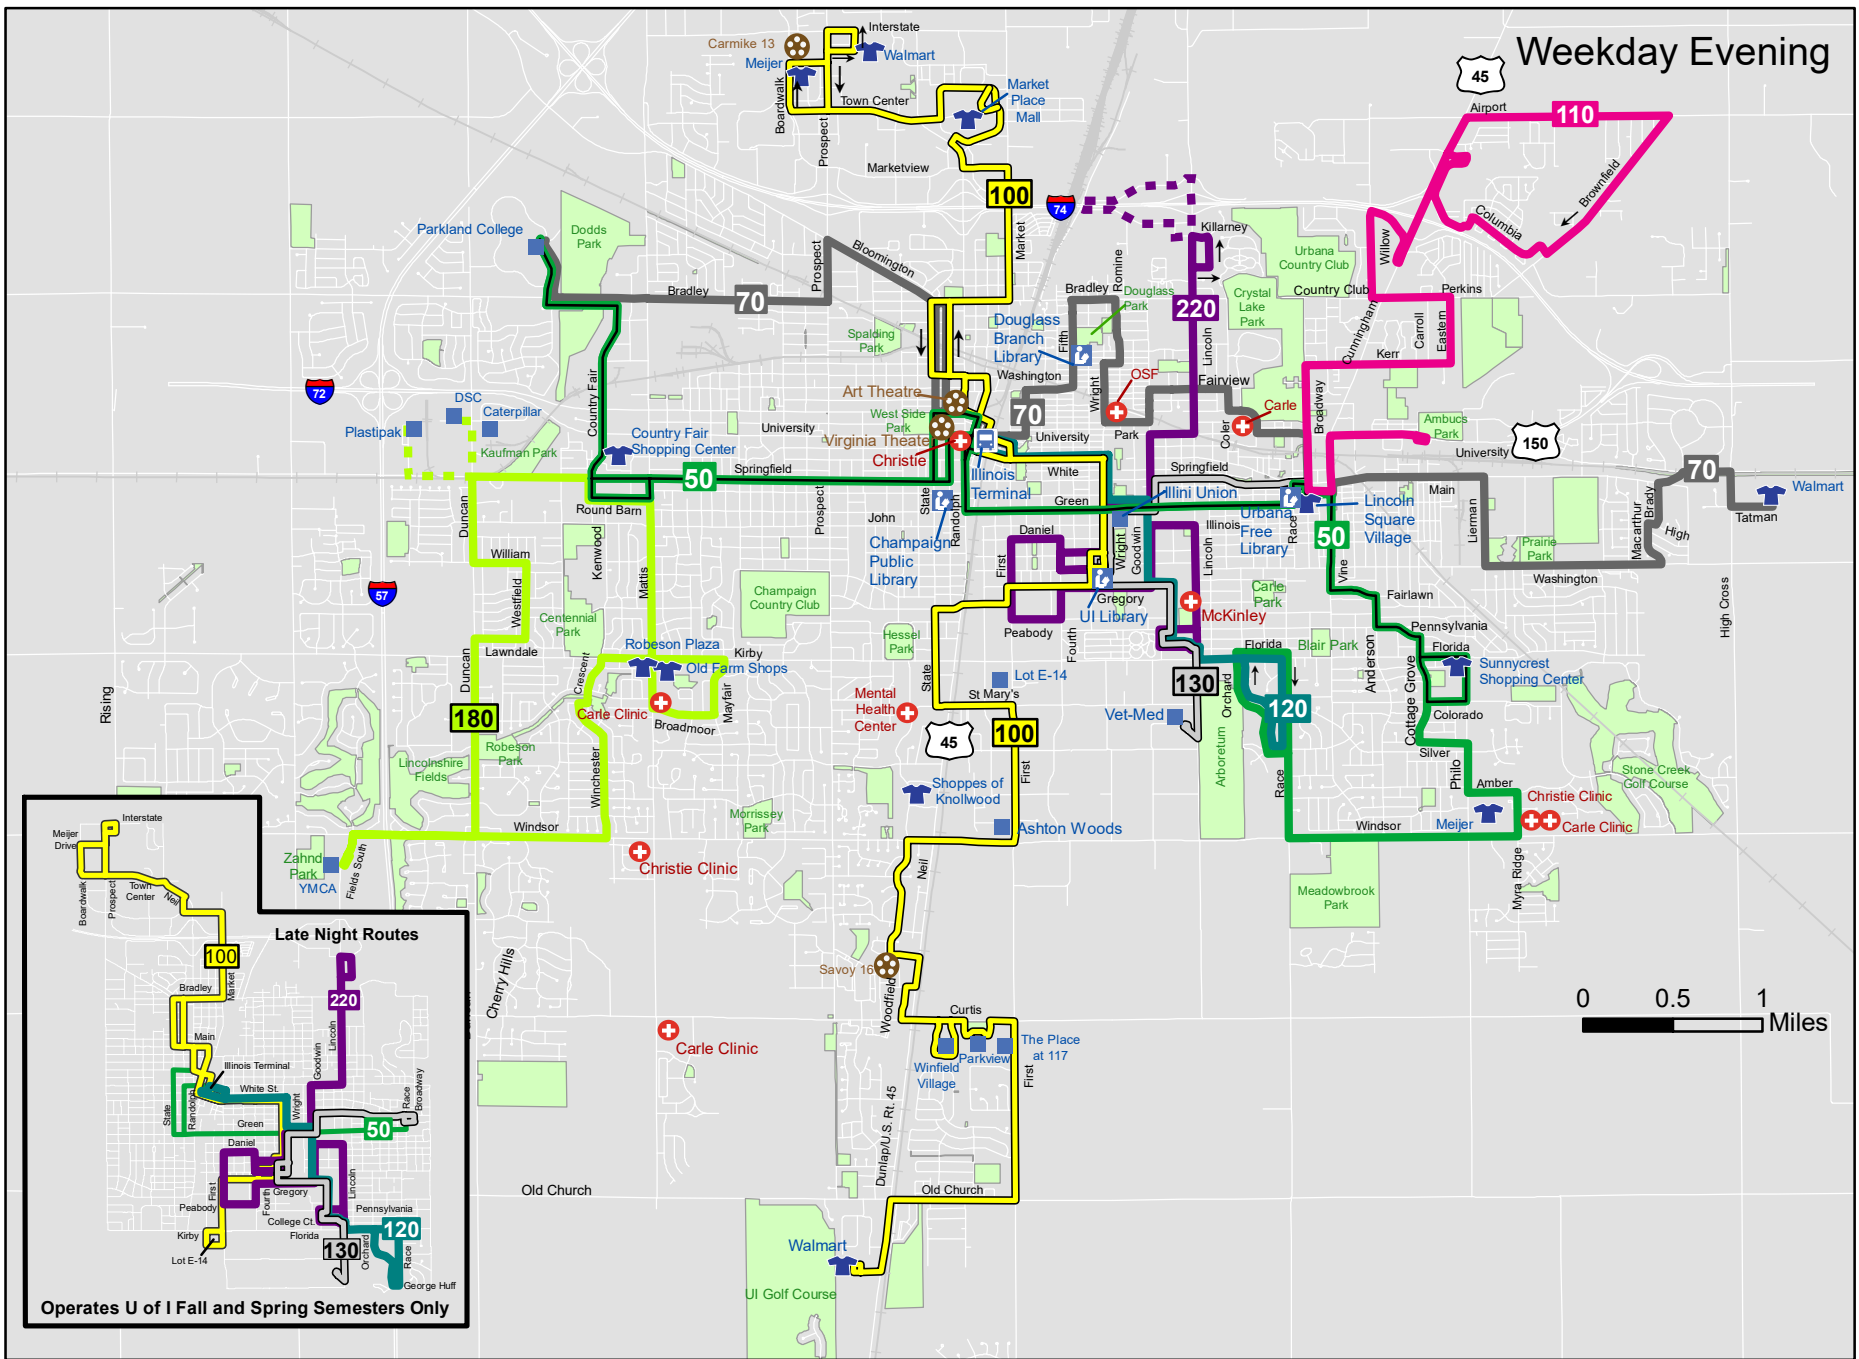 Weekday Evening
Interstate
Carmike 13
Walmart
Meijer
Boardwalk
Prospect
Town Center
Market
Place
Mall
Marketview
100
Market
74
45
Airport
110
Brownfield
Columbia
Willow
Killarney
Urbana
Country Club
Country Club
Perkins
Cunningham
Carroll
Eastern
Kerr
Parkland College
Dodds
Park
Prospect
Bloomington
Bradley
70
Bradley
Romine
Douglass
Park
Fifth
Douglass
Branch
Library
220
Crystal
Lake
Park
Lincoln
Spalding
Park
Washington
Wright
OSF
Fairview
Broadway
72
Country Fair
Art Theatre
West Side
Park
70
Carle
Coler
Ambucs
Park
University
150
DSC
Caterpillar
Plastipak
Kaufman Park
Country Fair
Shopping Center
University
Virginia Theate
Christie
University
Park
Springfield
50
Illinois
Terminal
White
Springfield
Main
70
Walmart
Tatman
Duncan
Round Barn
Prospect
State
Randolph
John
Green
Illini Union
Urbana
Free
Library
Race
Lincoln
Square
Village
Lierman
Macarthur
Brady
High
Prairie
Park
Washington
William
Kenwood
Mattis
Champaign
Public
Library
Daniel
First
Wright
Goodwin
Illinois
Lincoln
50
Vine
57
Westfield
Centennial
Park
Champaign
Country Club
Gregory
UI Library
McKinley
Carle
Park
Fairlawn
Pennsylvania
High Cross
Lawndale
Duncan
Crescent
Robeson Plaza
Kirby
Old Farm Shops
Mayfair
Hessel
Park
Peabody
Fourth
Florida
Blair Park
Anderson
Cottage Grove
Florida
Sunnycrest
Shopping Center
Colorado
Rising
180
Carle Clinic
Broadmoor
State
Lot E-14
St Mary's
Mental
Health
Center
130
Vet-Med
Orchard
120
Silver
Robeson
Park
Lincolnshire
Fields
Winchester
45
100
First
Arboretum
Race
Philo
Amber
Stone Creek
Golf Course
Shoppes of
Knollwood
Meijer
Christie Clinic
Carle Clinic
Morrissey
Park
Windsor
Ashton Woods
Windsor
Zahnd
Park
YMCA
Fields South
Christie Clinic
Neil
Meadowbrook
Park
Myra Ridge
Cherry Hills
Savoy 16
Woodfield
Curtis
Carle Clinic
Winfield
Village
Parkview
The Place
at 117
First
Dunlap/U.S. Rt. 45
Old Church
Old Church
Walmart
UI Golf Course
0 0.5 1
Miles
Interstate
Meijer
Drive
Boardwalk
Prospect
Town
Center
Neil
Late Night Routes
100
Market
Bradley
220
Main
Lincoln
Goodwin
Illinois Terminal
White St.
State
Randolph
Wright
Race
Broadway
Green
50
Daniel
First
Fourth
Gregory
Lincoln
Peabody
Pennsylvania
College Ct.
Florida
120
Kirby
Lot E-14
130
Orchard
Race
George Huff
Operates U of I Fall and Spring Semesters Only